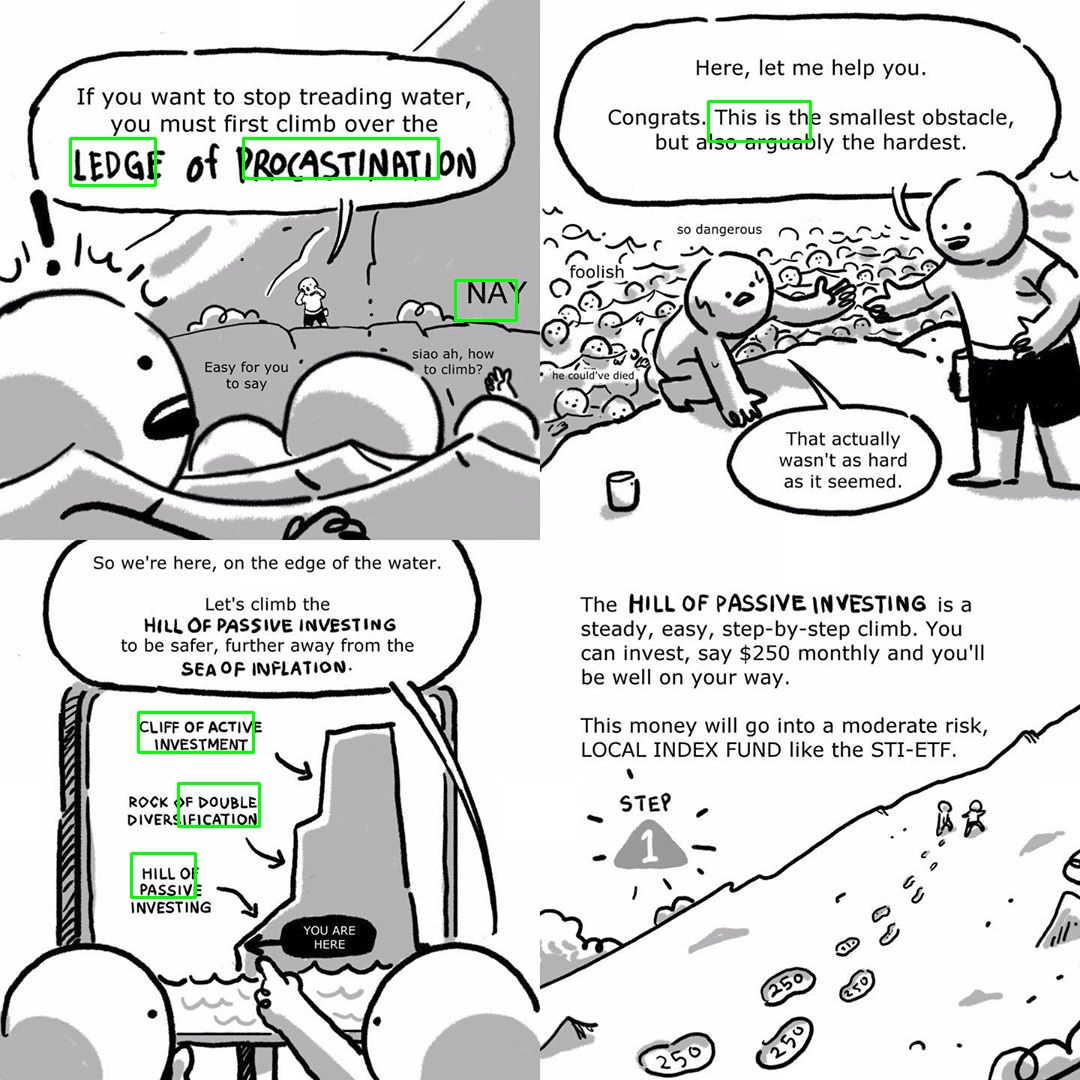 If you want to stop treading water,
you must first climb over the
LEDGE of PROCASTINATION
NAY
Easy for you
to say
siao ah, how
to climb?
Here, let me help you.
Congrats. This is the smallest obstacle,
but also arguably the hardest.
so dangerous
foolish
he could've died
That actually
wasn't as hard
as it seemed.
So we're here, on the edge of the water.
Let's climb the
HILL OF PASSIVE INVESTING
to be safer, further away from the
SEA OF INFLATION.
CLIFF OF ACTIVE
INVESTMENT
ROCK OF DOUBLE
DIVERSIFICATION
HILL OF
PASSIVE
INVESTING
YOU ARE
HERE
The HILL OF PASSIVE INVESTING is a
steady, easy, step-by-step climb. You
can invest, say $250 monthly and you'll
be well on your way.
This money will go into a moderate risk,
LOCAL INDEX FUND like the STI-ETF.
STEP
1
250
250
250
250